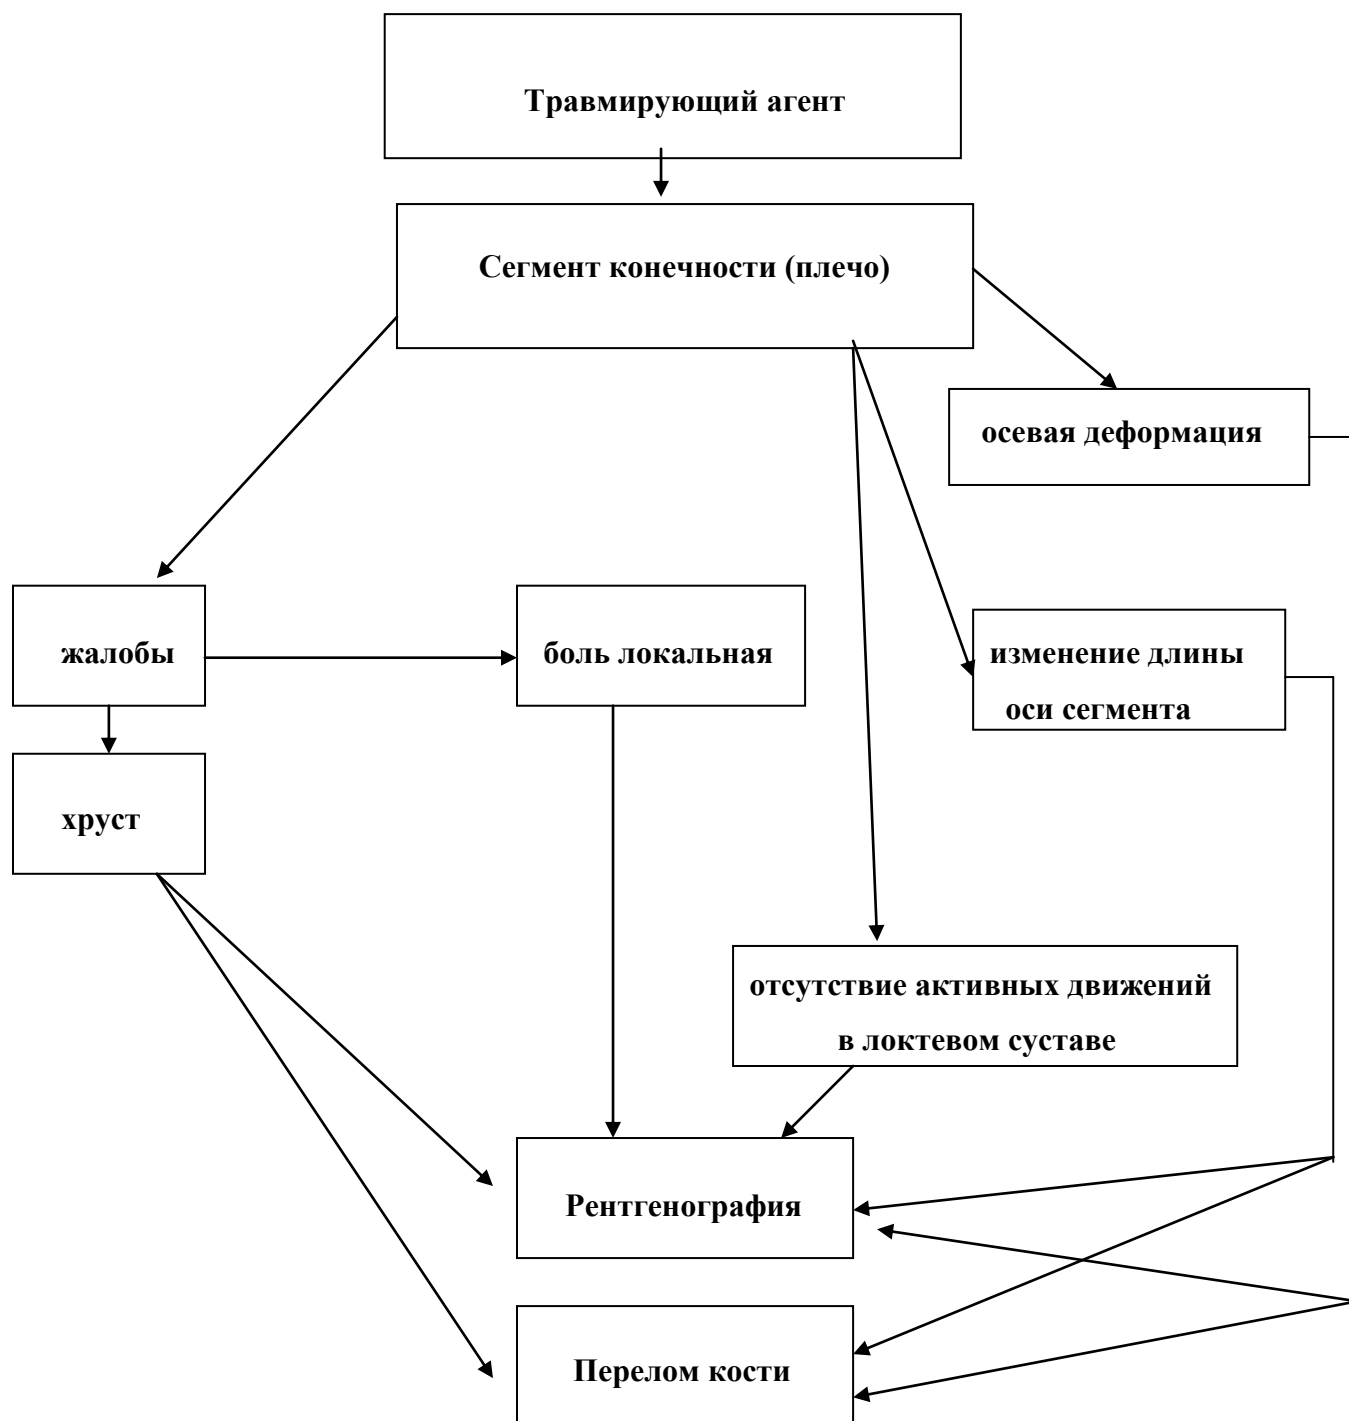 Травмирующий агент
Сегмент конечности (плечо)
осевая деформация
жалобы
боль локальная
изменение длины
оси сегмента
хруст
отсутствие активных движений
в локтевом суставе
Рентгенография
Перелом кости